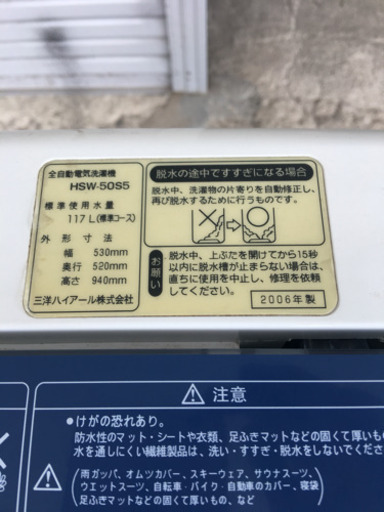 全自動電気洗濯機
HSW-50S5
標準使用水量
117L(標準コース)
外形寸法
幅 530mm
奥行 520mm
高さ 940mm
三洋ハイアール株式会社
脱水の途中ですすぎになる場合
脱水中、洗濯物の片寄りを自動修正し、
再び脱水するために行うものです。
お願い
・脱水中、上ぶたを開けてから15秒
以内に脱水槽が止まらない場合は、
直ちに使用を中止し、修理を依頼
してください。
2006年製
注意
●けがの恐れあり。
防水性のマット・シートや衣類、足ふきマットなどの固くて厚いも
水を通しにくい繊維製品は、洗い・すすぎ・脱水をしないでくださ
雨ガッパ、オムツカバー、スキーウェア、サウナスーツ、
ウエットスーツ、自転車・バイク・自動車のカバー、寝袋
足ふきマットなどの固くて厚いもの、など